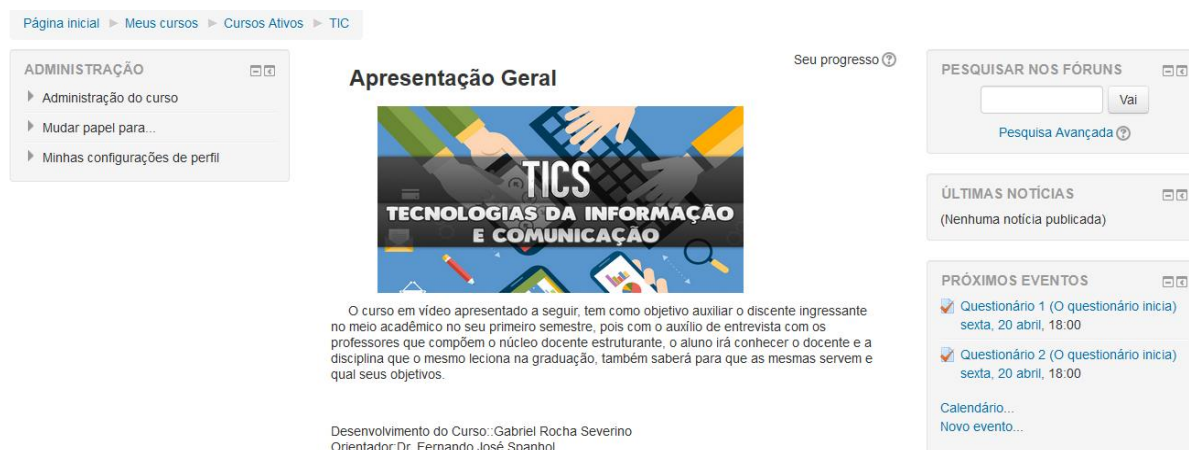 Página inicial ► Meus cursos ► Cursos Ativos ► TIC
ADMINISTRAÇÃO
Administração do curso
Mudar papel para...
Minhas configurações de perfil
Seu progresso
Apresentação Geral
TICS
TECNOLOGIAS DA INFORMAÇÃO
E COMUNICAÇÃO
O curso em vídeo apresentado a seguir, tem como objetivo auxiliar o discente ingressante
no meio acadêmico no seu primeiro semestre, pois com o auxílio de entrevista com os
professores que compõem o núcleo docente estruturante, o aluno irá conhecer o docente e a
disciplina que o mesmo leciona na graduação, também saberá para que as mesmas servem e
qual seus objetivos.
Desenvolvimento do Curso::Gabriel Rocha Severino
Orientador:Dr. Fernando José Spanhol
PESQUISAR NOS FÓRUNS
Vai
Pesquisa Avançada
ÚLTIMAS NOTÍCIAS
(Nenhuma notícia publicada)
PRÓXIMOS EVENTOS
Questionário 1 (O questionário inicia)
sexta, 20 abril, 18:00
Questionário 2 (O questionário inicia)
sexta, 20 abril, 18:00
Calendário...
Novo evento...